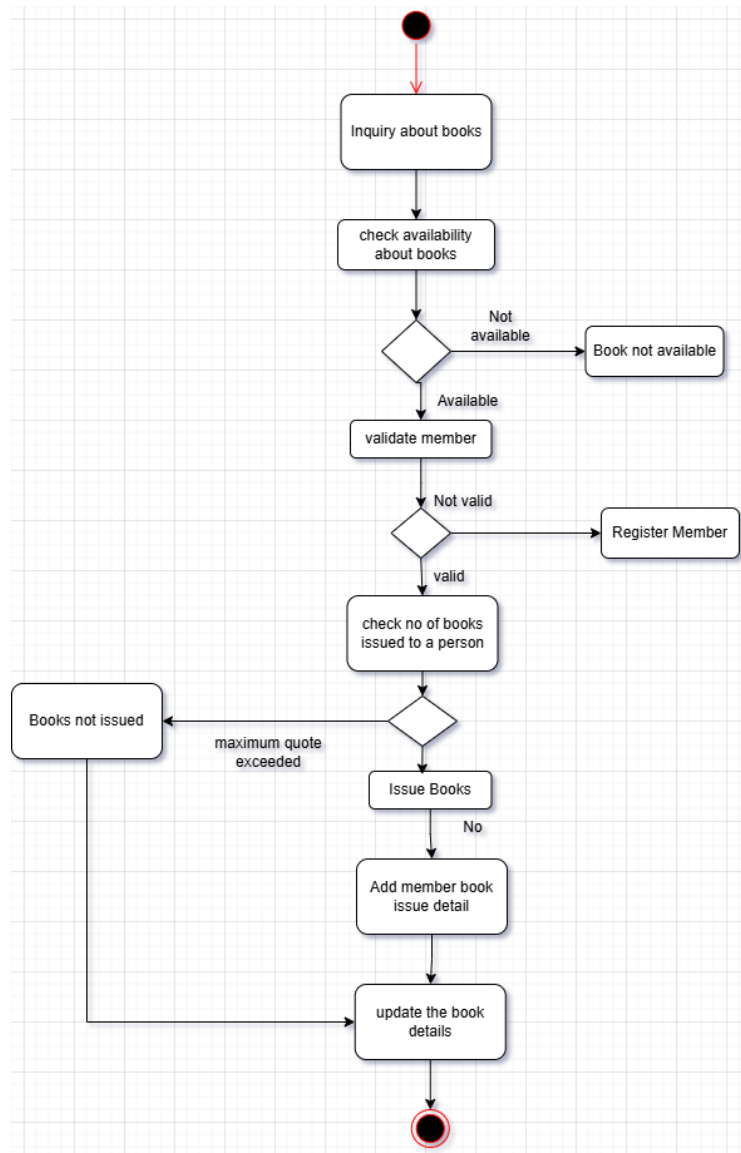 Inquiry about books
check availability
about books
Not
available
Book not available
Available
validate member
Not valid
Register Member
valid
check no of books
issued to a person
Books not issued
maximum quote
exceeded
Issue Books
No
Add member book
issue detail
update the book
details